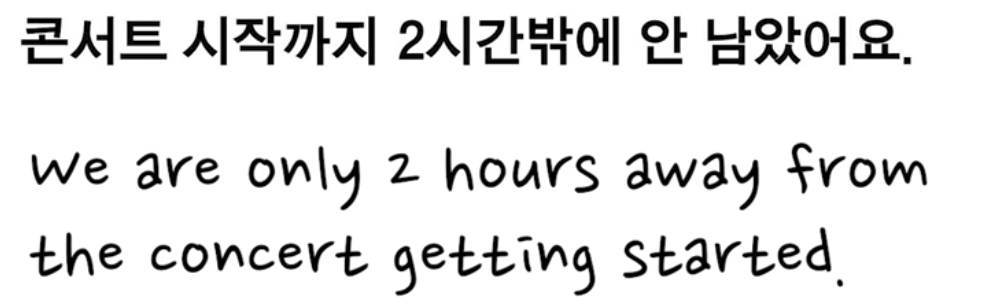 콘서트 시작까지 2시간밖에 안 남았어요.
we are only 2 hours away from
the concert getting started.